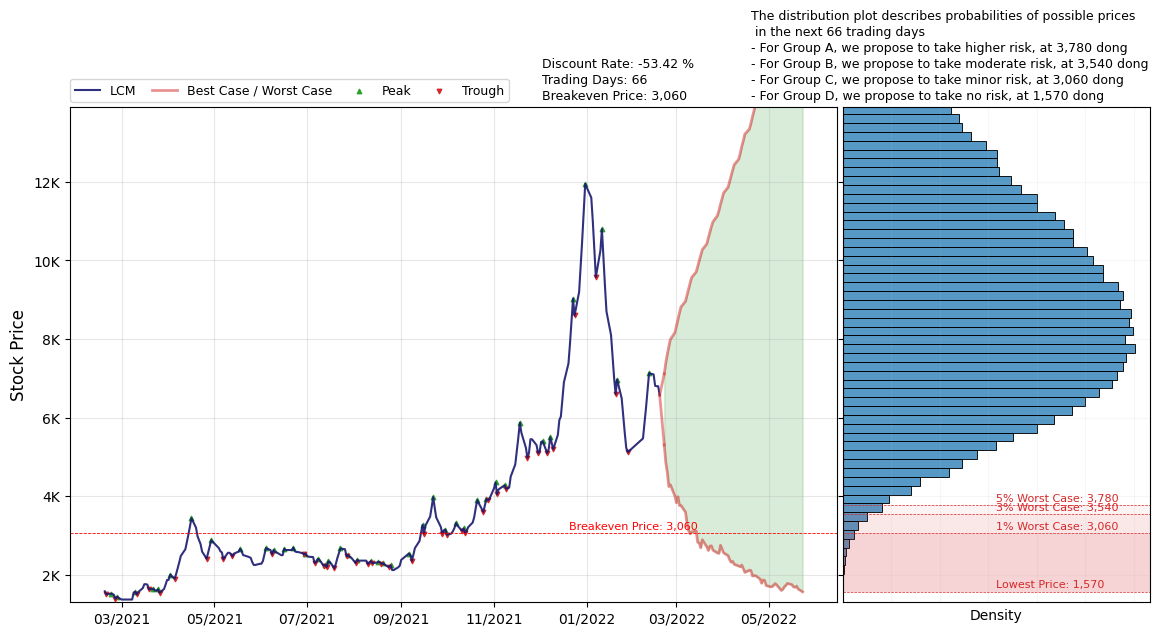 The distribution plot describes probabilities of possible prices
in the next 66 trading days
- For Group A, we propose to take higher risk, at 3,780 dong
- For Group B, we propose to take moderate risk, at 3,540 dong
- For Group C, we propose to take minor risk, at 3,060 dong
- For Group D, we propose to take no risk, at 1,570 dong
Discount Rate: -53.42 %
Trading Days: 66
Breakeven Price: 3,060
LCM
Best Case / Worst Case
Peak
Trough
Stock Price
12K
10K
8K
6K
4K
2K
Breakeven Price: 3,060
03/2021
05/2021
07/2021
09/2021
11/2021
01/2022
03/2022
05/2022
5% Worst Case: 3,780
3% Worst Case: 3,540
1% Worst Case: 3,060
Lowest Price: 1,570
Density